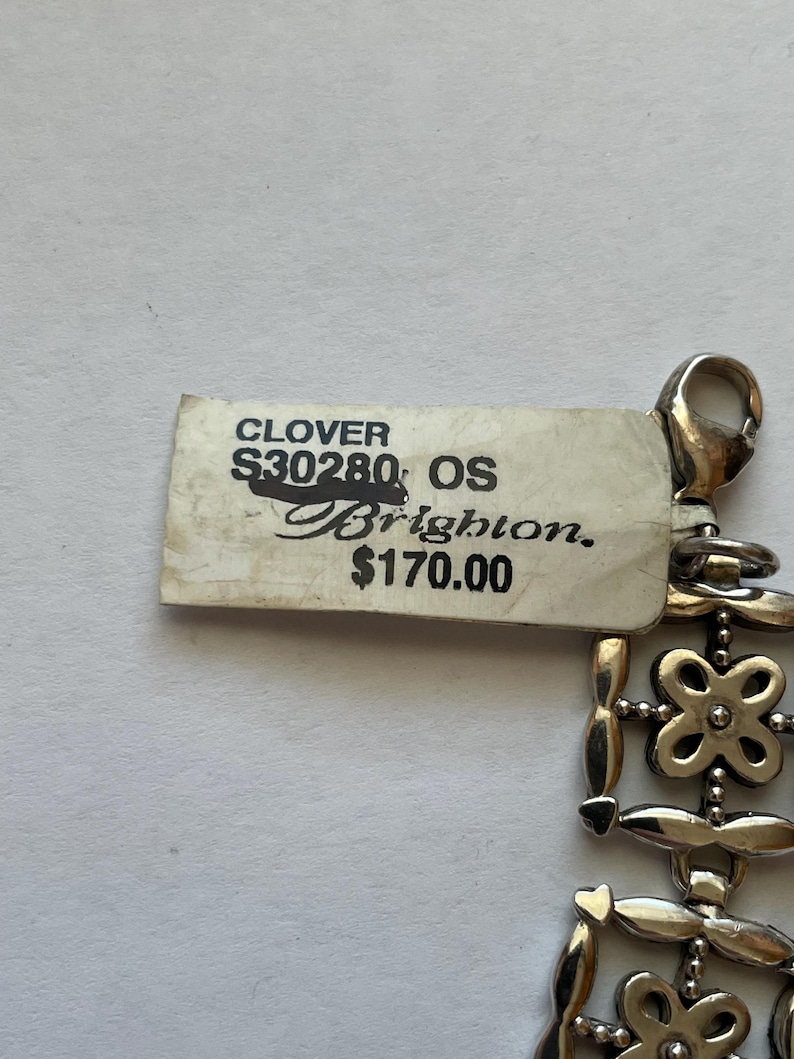 CLOVER
S30280 OS
Brighton.
$170.00